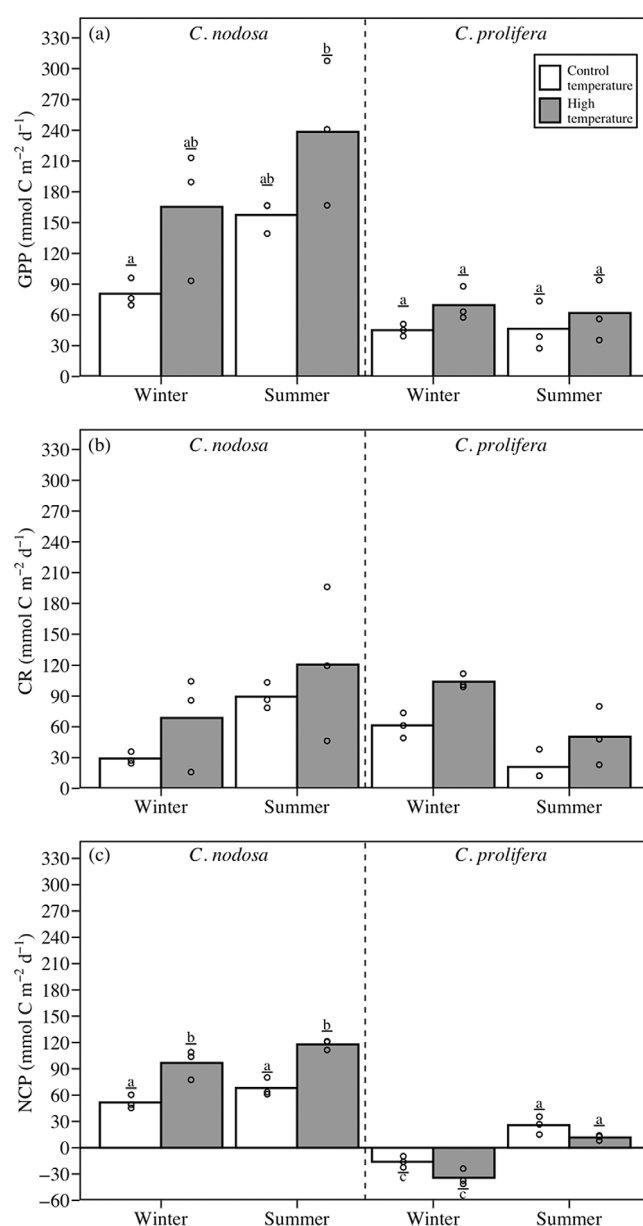 (a) C. nodosa C. prolifera
330
300
270
240
210
180
150
120
90
60
30
0
GPP (mmol C m⁻² d⁻¹)
Control
temperature
High
temperature
a ab ab b a a a a
Winter Summer Winter Summer
(b) C. nodosa C. prolifera
330
300
270
240
210
180
150
120
90
60
30
0
CR (mmol C m⁻² d⁻¹)
Winter Summer Winter Summer
(c) C. nodosa C. prolifera
330
300
270
240
210
180
150
120
90
60
30
0
−30
−60
NCP (mmol C m⁻² d⁻¹)
a b a b c c a a
Winter Summer Winter Summer